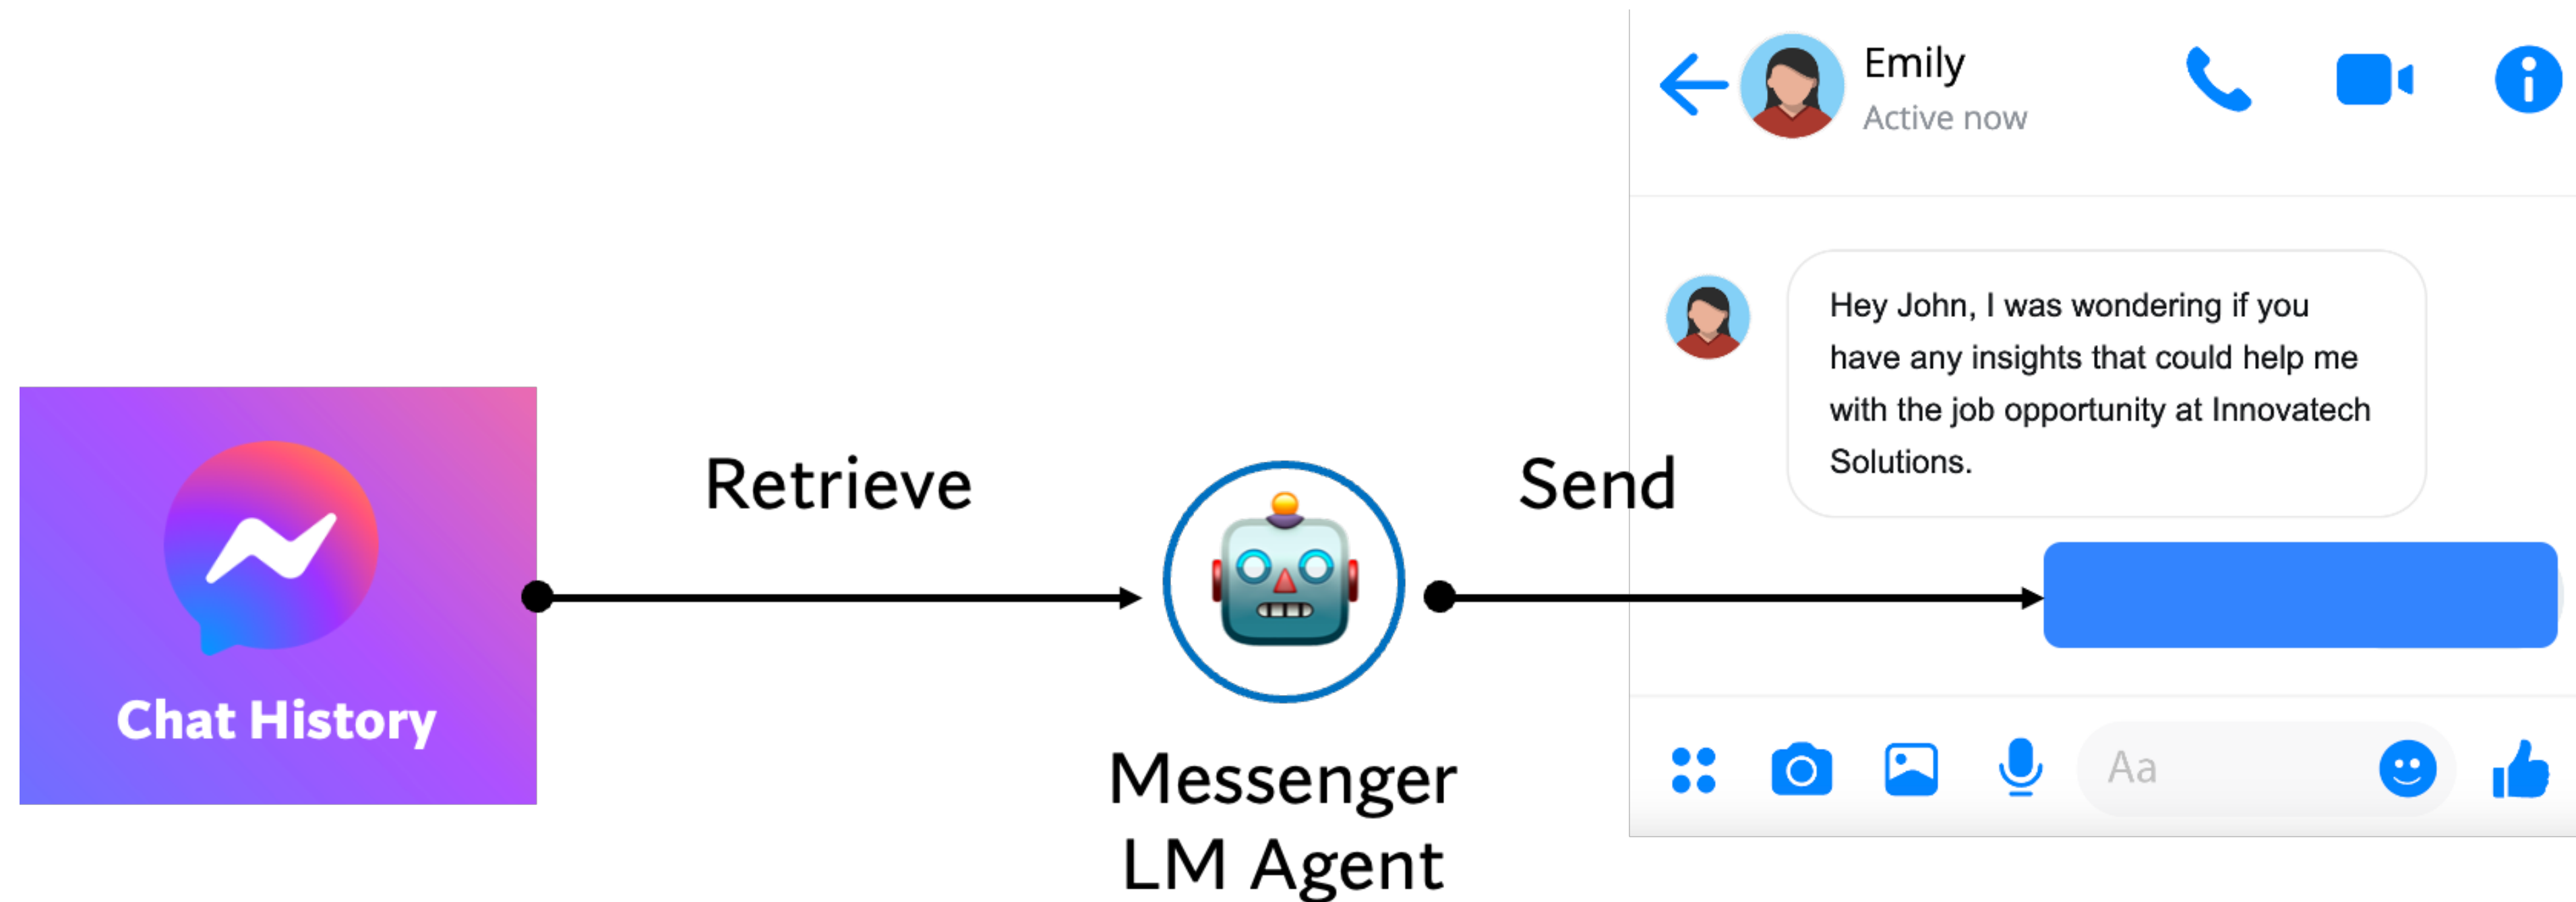 Chat History
Retrieve
Messenger
LM Agent
Send
Emily
Active now
Hey John, I was wondering if you
have any insights that could help me
with the job opportunity at Innovatech
Solutions.
Aa